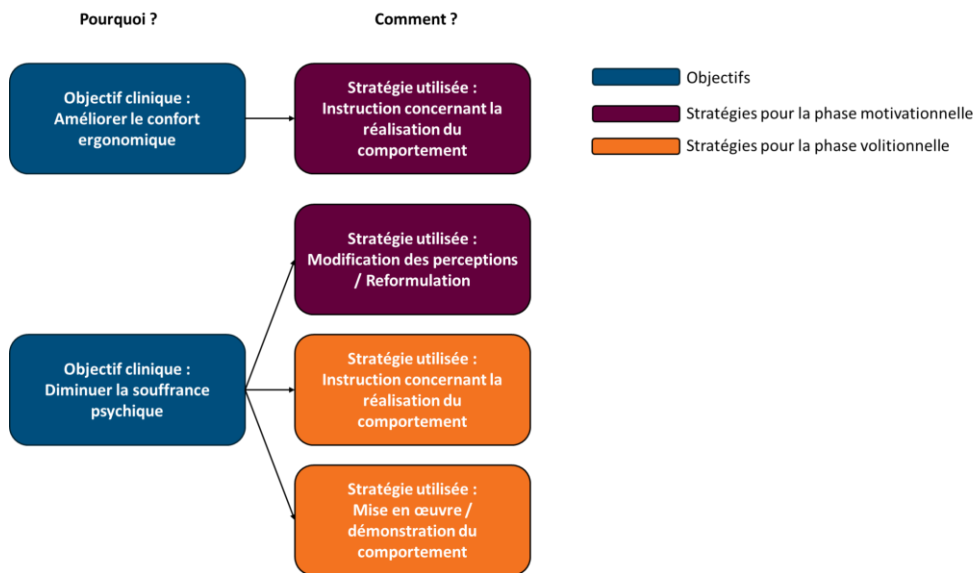 Pourquoi ?
Comment ?
Objectif clinique :
Améliorer le confort
ergonomique
Stratégie utilisée :
Instruction concernant la
réalisation du
comportement
Objectifs
Stratégies pour la phase motivationnelle
Stratégies pour la phase volitionnelle
Stratégie utilisée :
Modification des perceptions
/ Reformulation
Objectif clinique :
Diminuer la souffrance
psychique
Stratégie utilisée :
Instruction concernant la
réalisation du
comportement
Stratégie utilisée :
Mise en œuvre /
démonstration du
comportement